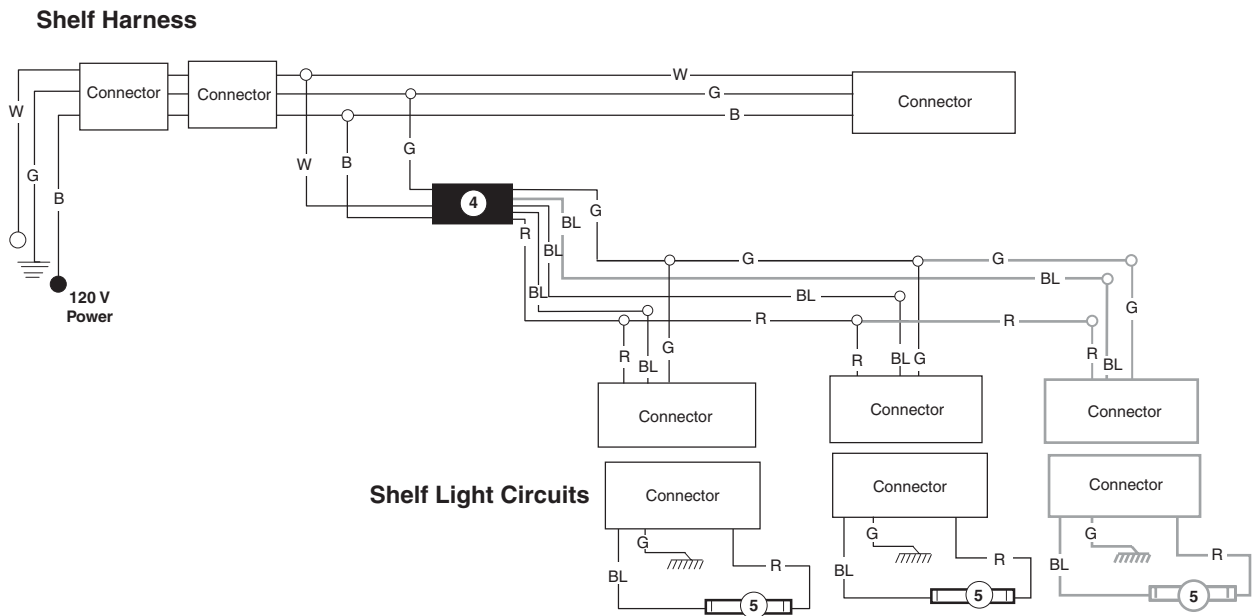 Shelf Harness
W
Connector
Connector
G
Connector
B
W
G
B
W
B
G
4
G
BL
R
BL
BL
120 V
Power
G
G
BL
BL
R
R
G
R
BL
G
R
BL
G
R
BL
Connector
Connector
Connector
Shelf Light Circuits
Connector
Connector
Connector
G
G
G
BL
R
BL
R
BL
R
5
5
5